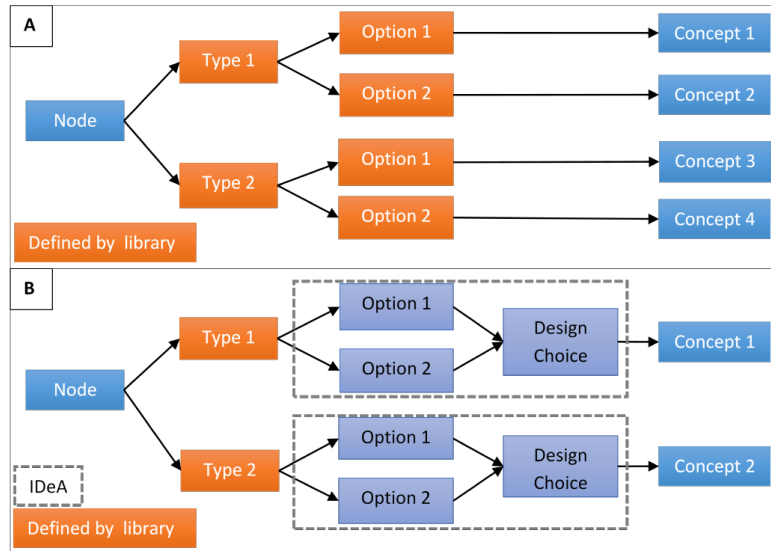 A
Option 1
Concept 1
Type 1
Option 2
Concept 2
Node
Option 1
Concept 3
Type 2
Option 2
Concept 4
Defined by library
B
Option 1
Type 1
Design
Choice
Concept 1
Option 2
Node
Option 1
Type 2
Design
Choice
Concept 2
Option 2
IDeA
Defined by library